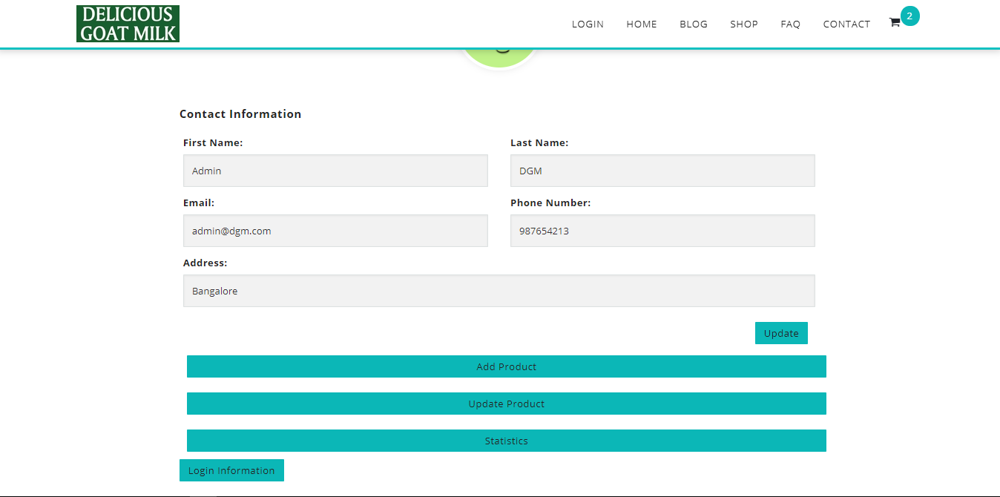 DELICIOUS
GOAT MILK
LOGIN HOME BLOG SHOP FAQ CONTACT 2
Contact Information
First Name: Last Name:
Admin DGM
Email: Phone Number:
admin@dgm.com 987654213
Address:
Bangalore
Update
Add Product
Update Product
Statistics
Login Information